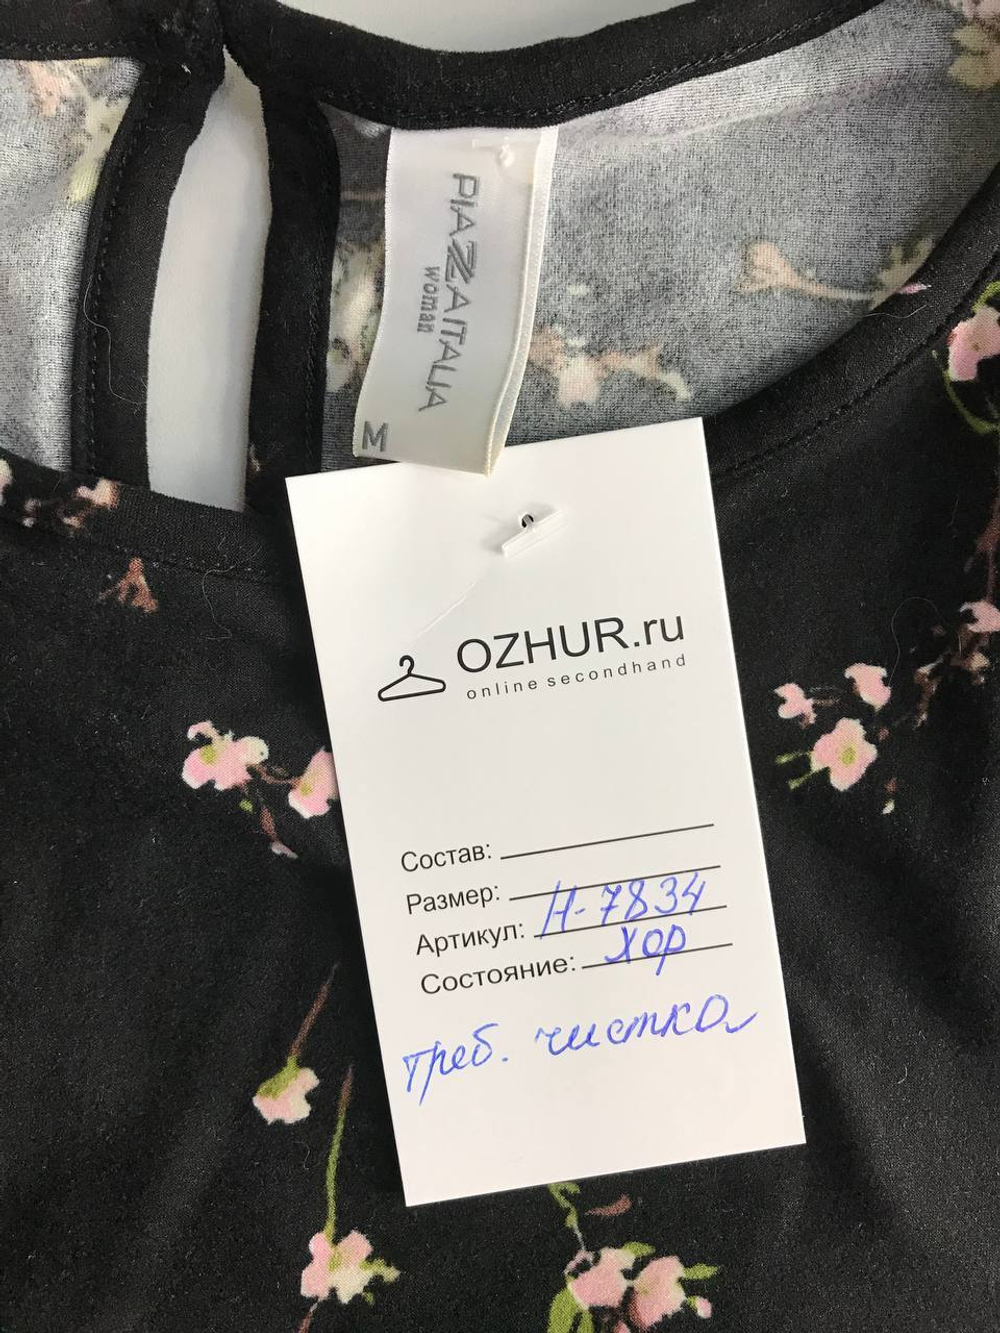 PIAZZAITALIA
woman
M
OZHUR.ru
online secondhand
Состав:
Размер:
Артикул: Н-7834
Состояние: хор
треб. чистка